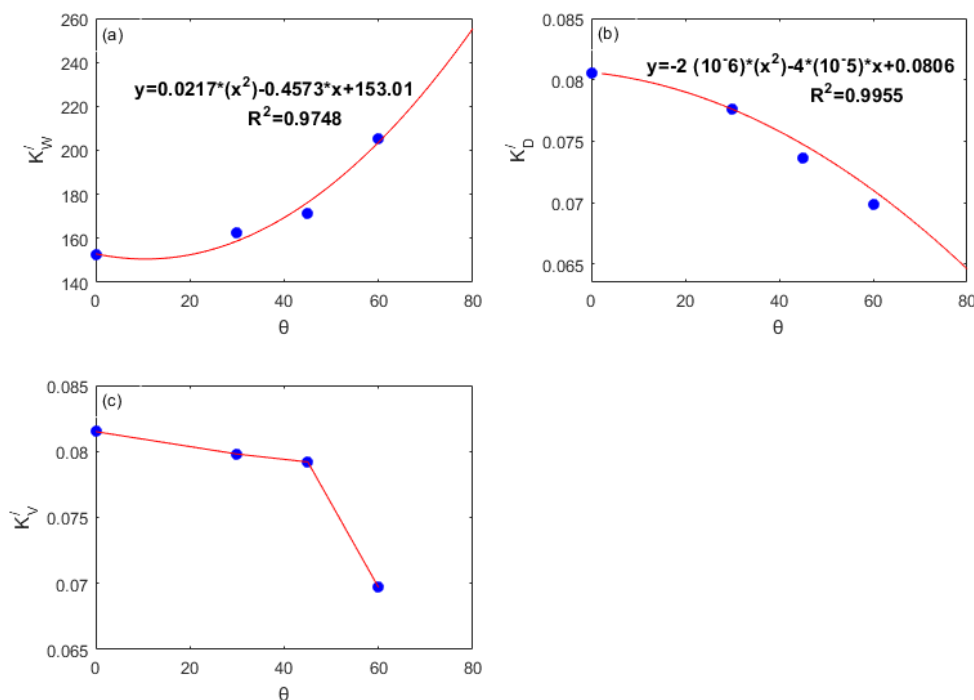 (a)
y=0.0217*(x²)-0.4573*x+153.01
R²=0.9748
260
240
220
200
180
160
140
K/W
0 20 40 60 80
θ
(b)
y=-2 (10⁻6)*(x²)-4*(10⁻5)*x+0.0806
R²=0.9955
0.085
0.08
0.075
0.07
0.065
K/D
0 20 40 60 80
θ
(c)
0.085
0.08
0.075
0.07
0.065
K/V
0 20 40 60 80
θ